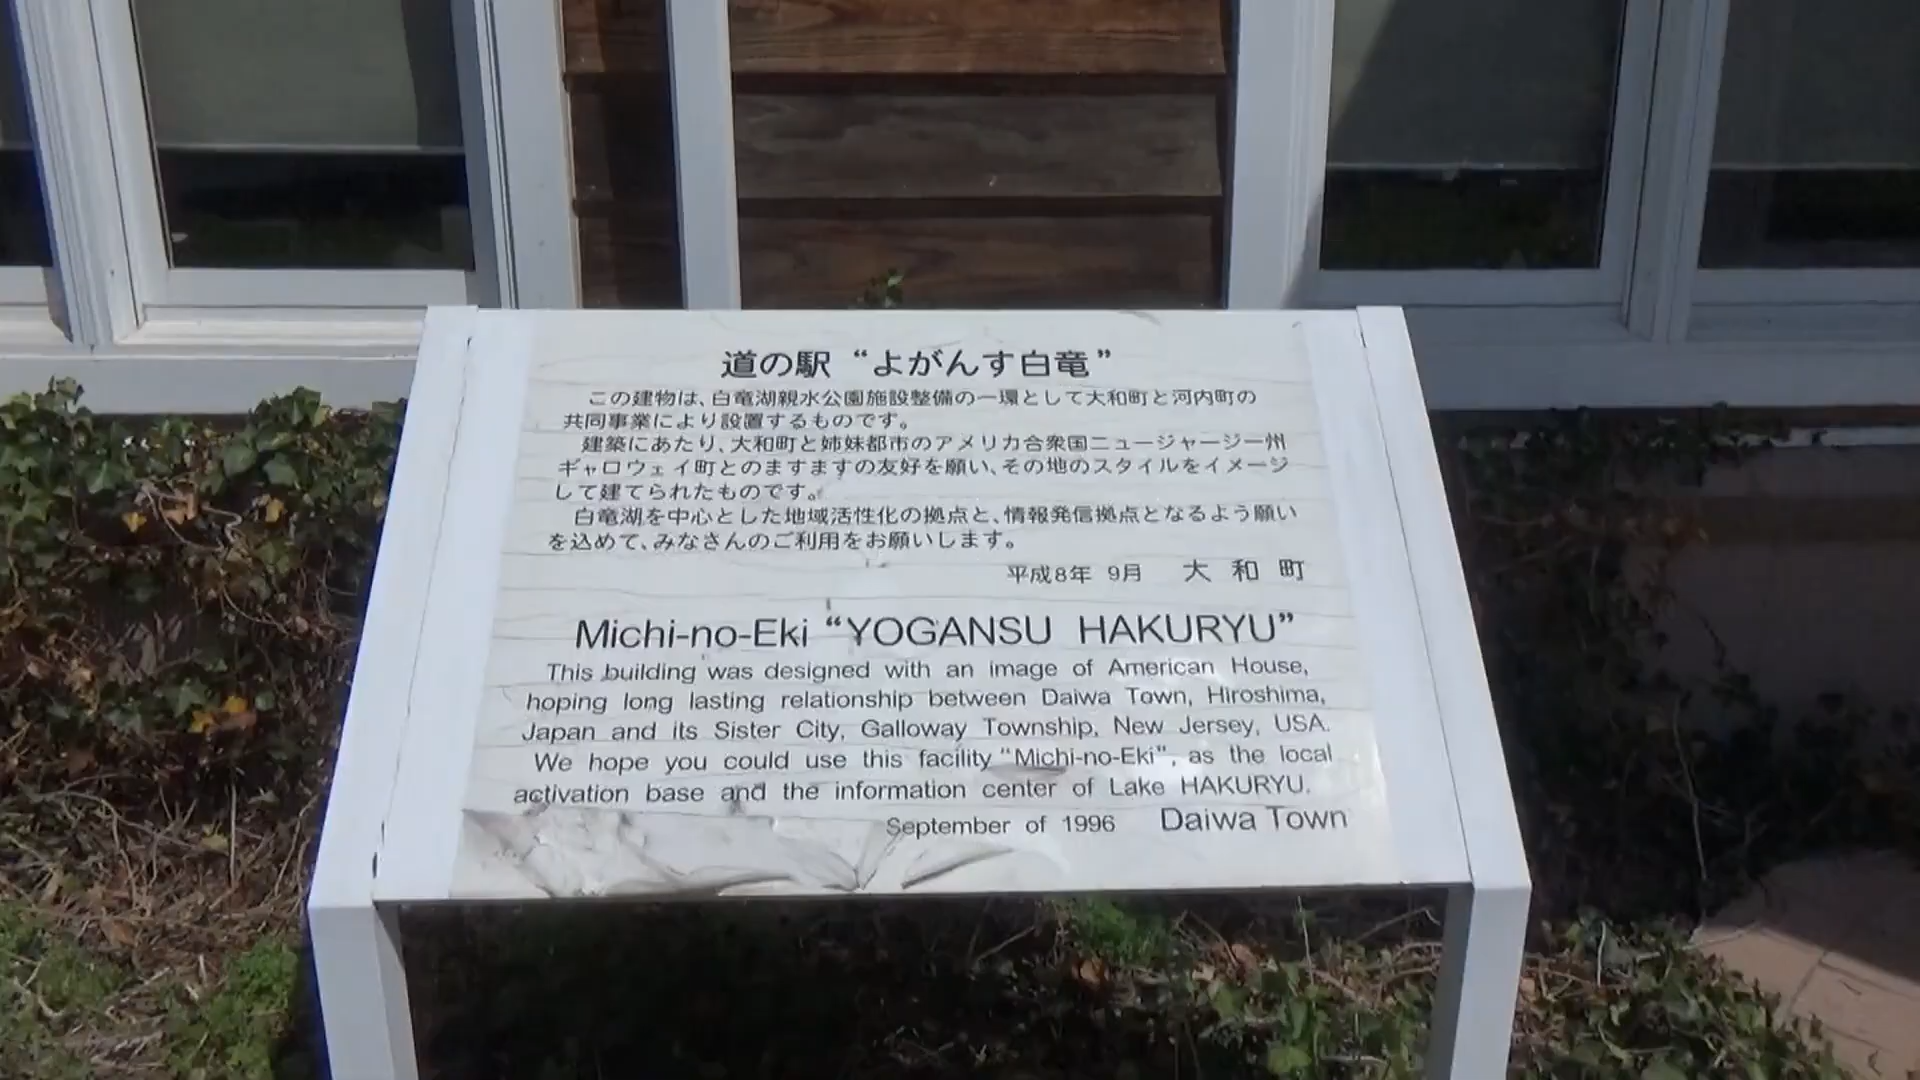 道の駅 “よがんす白竜”
この建物は、白竜湖親水公園施設整備の一環として大和町と河内町の
共同事業により設置するものです。
建築にあたり、大和町と姉妹都市のアメリカ合衆国ニュージャージー州
ギャロウェイ町とのますますの友好を願い、その地のスタイルをイメージ
して建てられたものです。
白竜湖を中心とした地域活性化の拠点と、情報発信拠点となるよう願い
を込めて、みなさんのご利用をお願いします。
平成8年 9月 大 和 町
Michi-no-Eki “YOGANSU HAKURYU”
This building was designed with an image of American House,
hoping long lasting relationship between Daiwa Town, Hiroshima,
Japan and its Sister City, Galloway Township, New Jersey, USA.
We hope you could use this facility “Michi-no-Eki”, as the local
activation base and the information center of Lake HAKURYU.
September of 1996 Daiwa Town